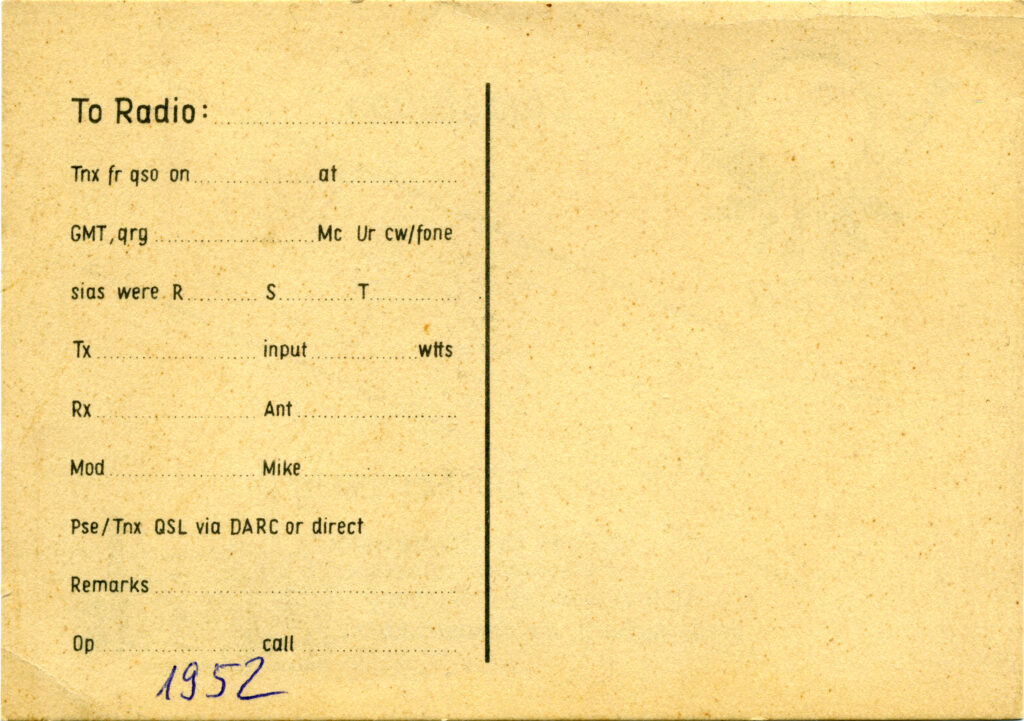 To Radio:
Tnx fr qso on at
GMT, qrg Mc Ur cw/fone
sias were R S T
Tx input wtts
Rx Ant
Mod Mike
Pse/Tnx QSL via DARC or direct
Remarks
Op call
1952